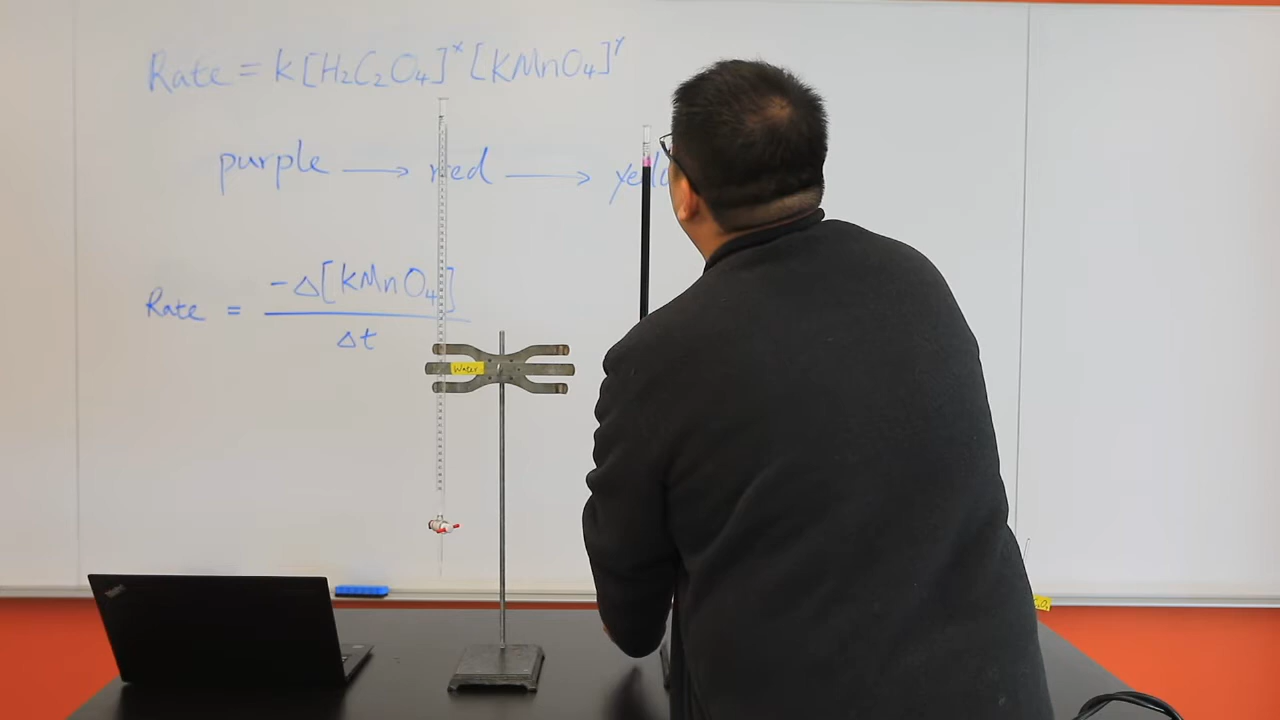 Rate = k[H₂C₂O₄]ˣ[KMnO₄]ʸ
purple → red →
Rate = -Δ[KMnO₄] / Δt
Water